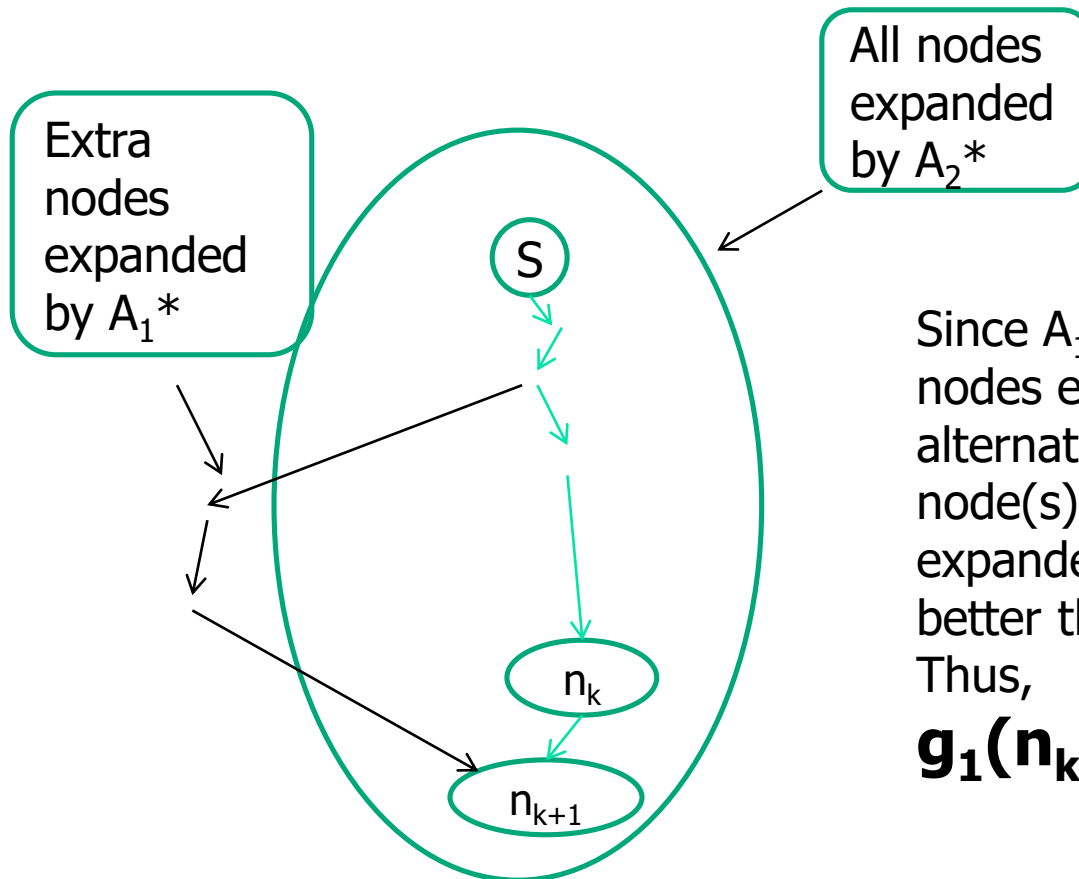 All nodes
expanded
by A₂*
Extra
nodes
expanded
by A₁*
S
Since A
nodes e
alternat
node(s)
expande
better th
Thus,
g₁(nₖ
nₖ
nₖ₊₁